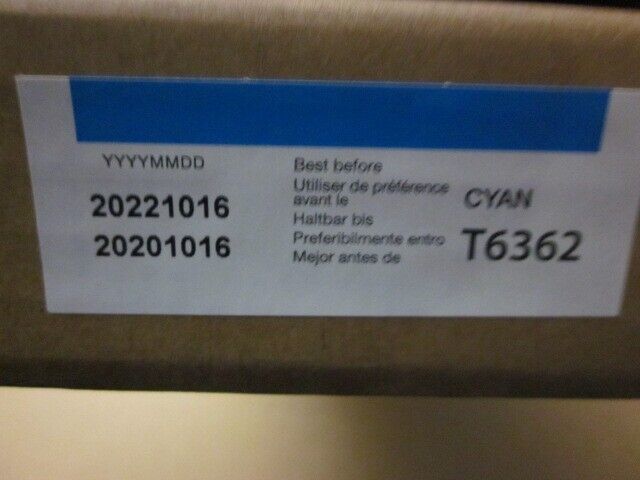 YYYYMMDD
20221016
20201016
Best before
Utiliser de préférence
avant le
Haltbar bis
Preferibilmente entro
Mejor antes de
CYAN
T6362